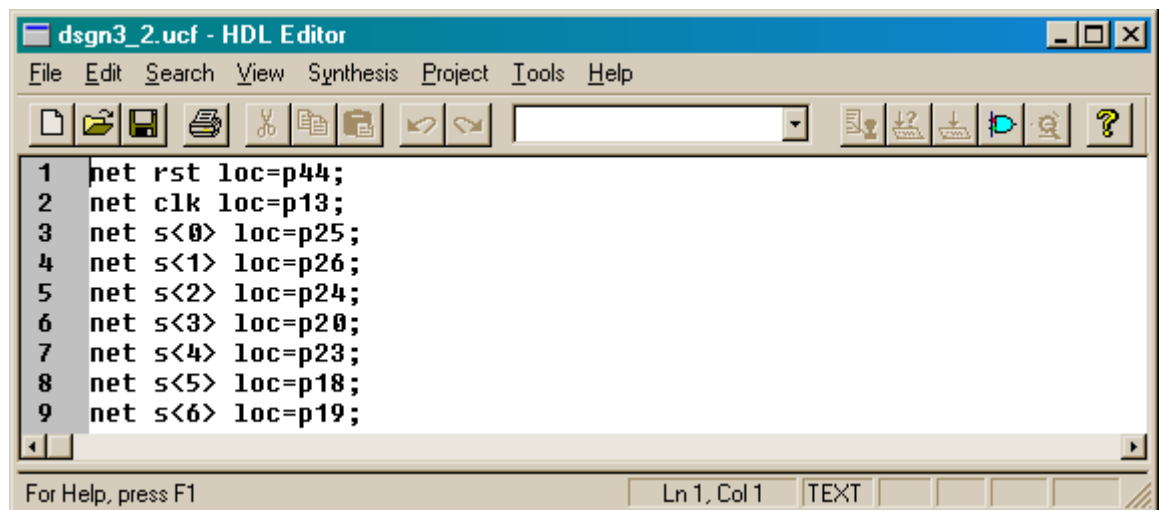 dsgn3_2.ucf - HDL Editor
File Edit Search View Synthesis Project Tools Help
1 net rst loc=p44;
2 net clk loc=p13;
3 net s<0> loc=p25;
4 net s<1> loc=p26;
5 net s<2> loc=p24;
6 net s<3> loc=p20;
7 net s<4> loc=p23;
8 net s<5> loc=p18;
9 net s<6> loc=p19;
For Help, press F1 Ln 1, Col 1 TEXT